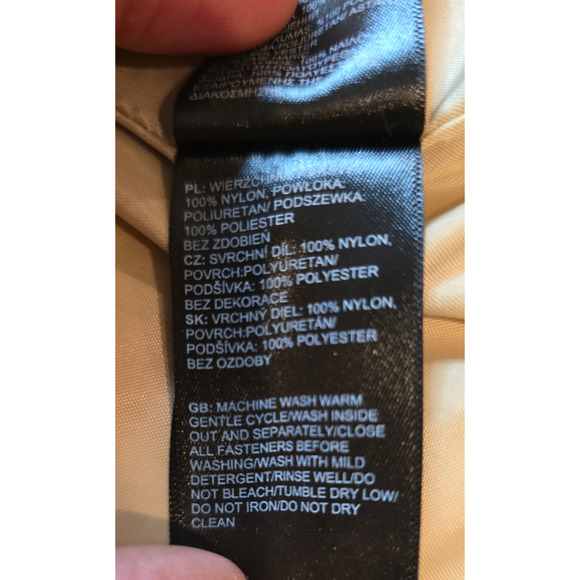 100% NYLON, POWŁOKA:
POLIURETAN/ PODSZEWKA:
100% POLIESTER
BEZ ZDOBIEŃ
CZ: SVRCHNÍ DÍL: 100% NYLON,
POVRCH:POLYURETAN/
PODŠÍVKA: 100% POLYESTER
BEZ DEKORACE
SK: VRCHNÝ DIEL: 100% NYLON,
POVRCH:POLYURETÁN/
PODŠÍVKA: 100% POLYESTER
BEZ OZDOBY
GB: MACHINE WASH WARM
GENTLE CYCLE/WASH INSIDE
OUT AND SEPARATELY/CLOSE
ALL FASTENERS BEFORE
WASHING/WASH WITH MILD
DETERGENT/RINSE WELL/DO
NOT BLEACH/TUMBLE DRY LOW/
DO NOT IRON/DO NOT DRY
CLEAN